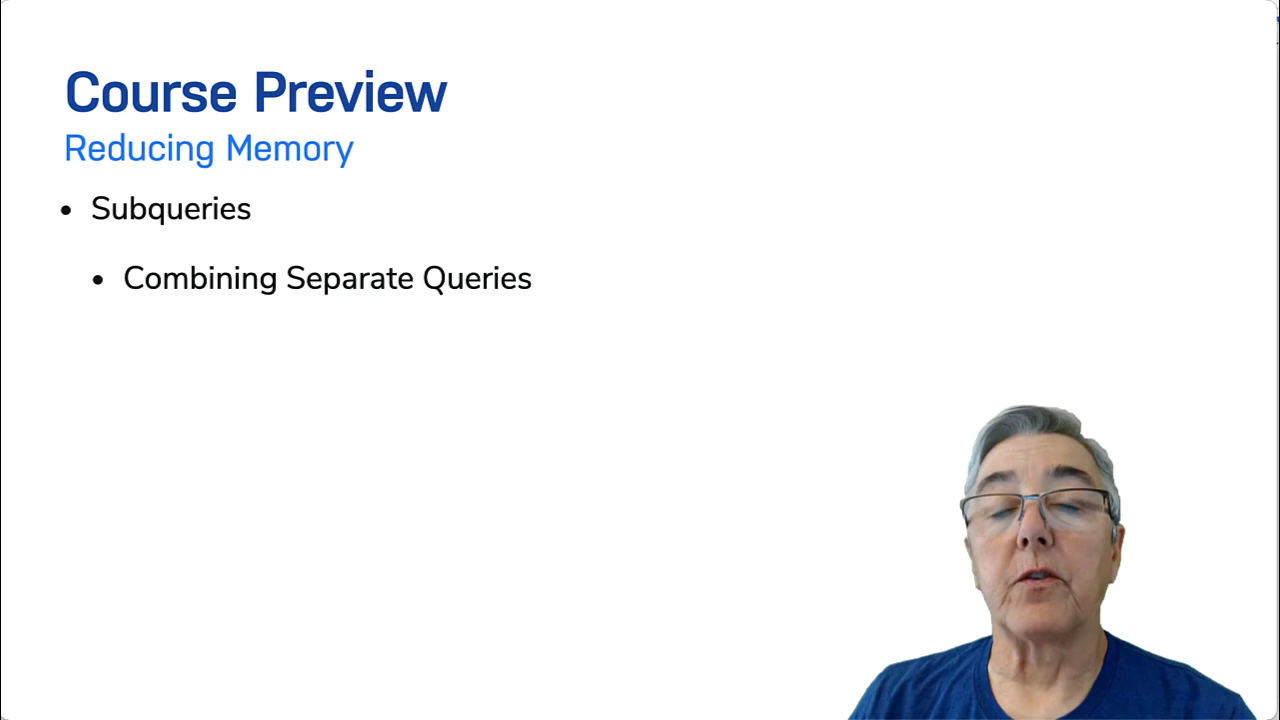 Course Preview
Reducing Memory
• Subqueries
• Combining Separate Queries